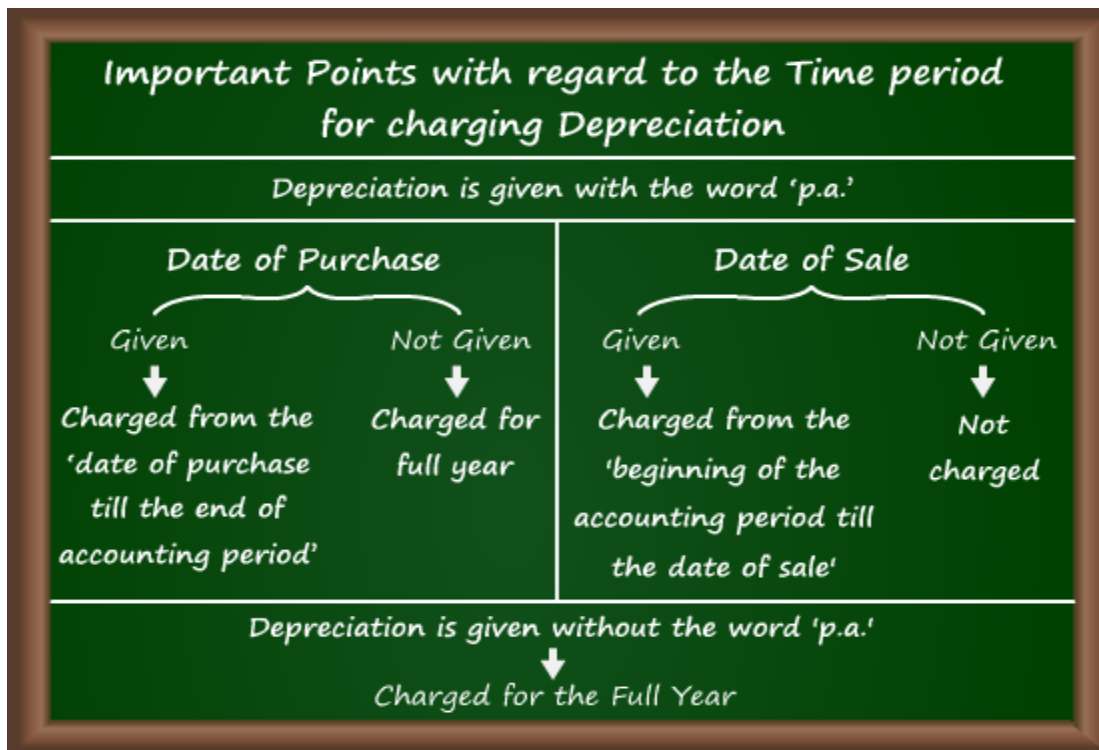 Important Points with regard to the Time period
for charging Depreciation
Depreciation is given with the word ‘p.a.’
Date of Purchase
Given
Charged from the
‘date of purchase
till the end of
accounting period’
Not Given
Charged for
full year
Date of Sale
Given
Charged from the
'beginning of the
accounting period till
the date of sale'
Not Given
Not
charged
Depreciation is given without the word 'p.a.'
Charged for the Full Year